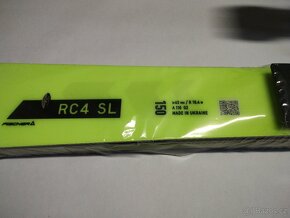 RC4 SL
FISCHER
150
MADE IN UKRAINE